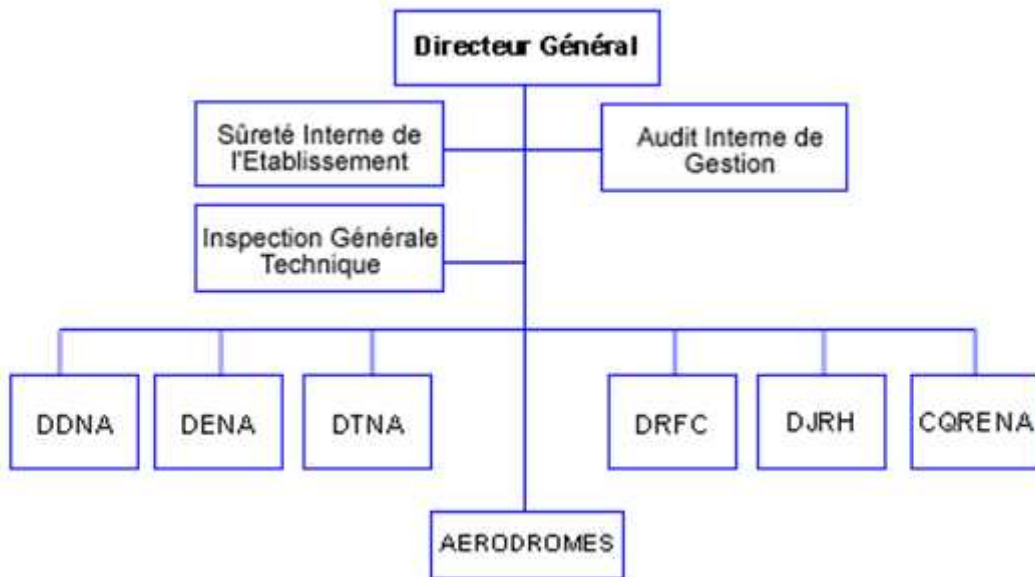 Directeur Général
Sûreté Interne de
l'Etablissement
Audit Interne de
Gestion
Inspection Générale
Technique
DDNA
DENA
DTNA
DRFC
DJRH
CQRENA
AERODROMES